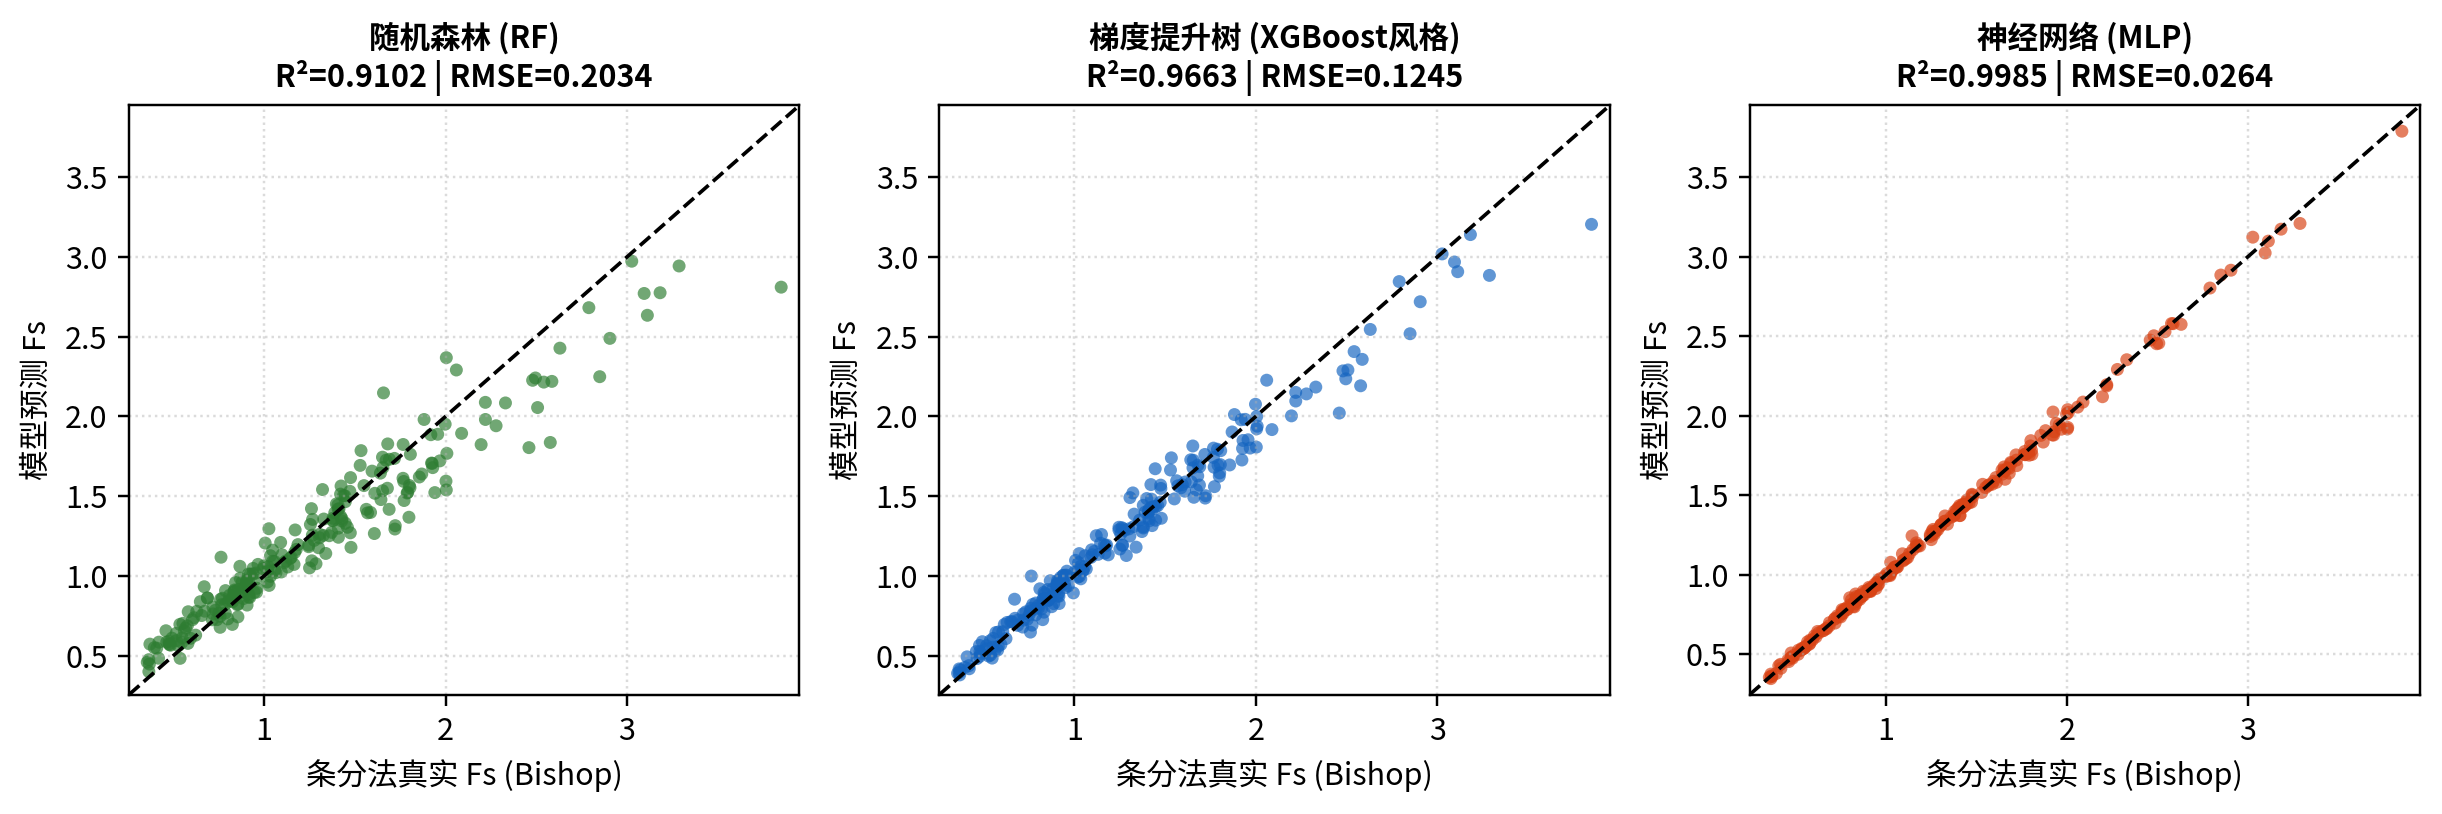 随机森林 (RF)
R²=0.9102 | RMSE=0.2034
3.5
3.0
2.5
2.0
1.5
1.0
0.5
模型预测 Fs
1 2 3
条分法真实 Fs (Bishop)
梯度提升树 (XGBoost风格)
R²=0.9663 | RMSE=0.1245
3.5
3.0
2.5
2.0
1.5
1.0
0.5
模型预测 Fs
1 2 3
条分法真实 Fs (Bishop)
神经网络 (MLP)
R²=0.9985 | RMSE=0.0264
3.5
3.0
2.5
2.0
1.5
1.0
0.5
模型预测 Fs
1 2 3
条分法真实 Fs (Bishop)